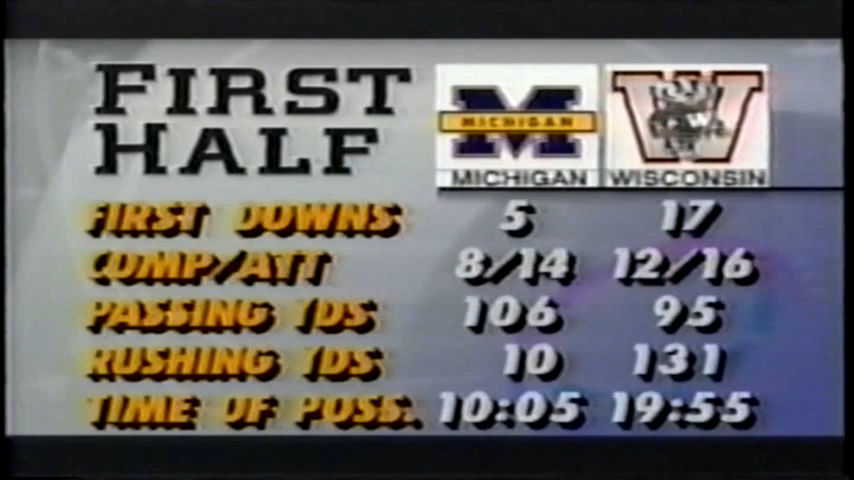 FIRST
HALF
MICHIGAN
W
MICHIGAN WISCONSIN
FIRST DOWNS 5 17
COMP/ATT 8/14 12/16
PASSING YDS 106 95
RUSHING YDS 10 131
TIME OF POSS. 10:05 19:55